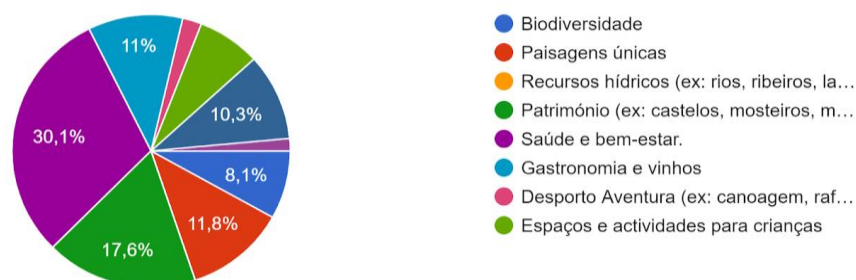 11%
10,3%
30,1%
8,1%
11,8%
17,6%
Biodiversidade
Paisagens únicas
Recursos hídricos (ex: rios, ribeiros, la…
Património (ex: castelos, mosteiros, m…
Saúde e bem-estar.
Gastronomia e vinhos
Desporto Aventura (ex: canoagem, raf…
Espaços e actividades para crianças